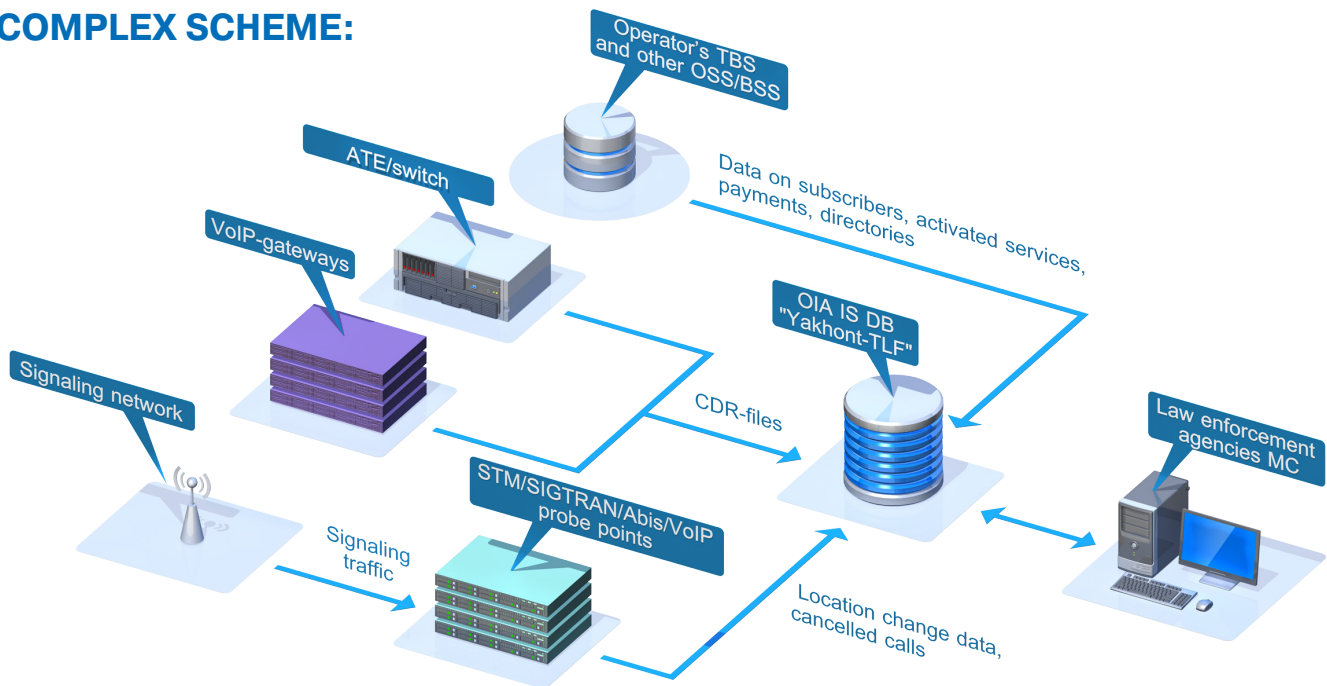 COMPLEX SCHEME:
Operator's TBS
and other OSS/BSS
ATE/switch
Data on subscribers, activated services,
payments, directories
VoIP-gateways
OIA IS DB
"Yakhont-TLF"
Signaling network
CDR-files
Law enforcement
agencies MC
STM/SIGTRAN/Abis/VoIP
probe points
Signaling
traffic
Location change data,
cancelled calls